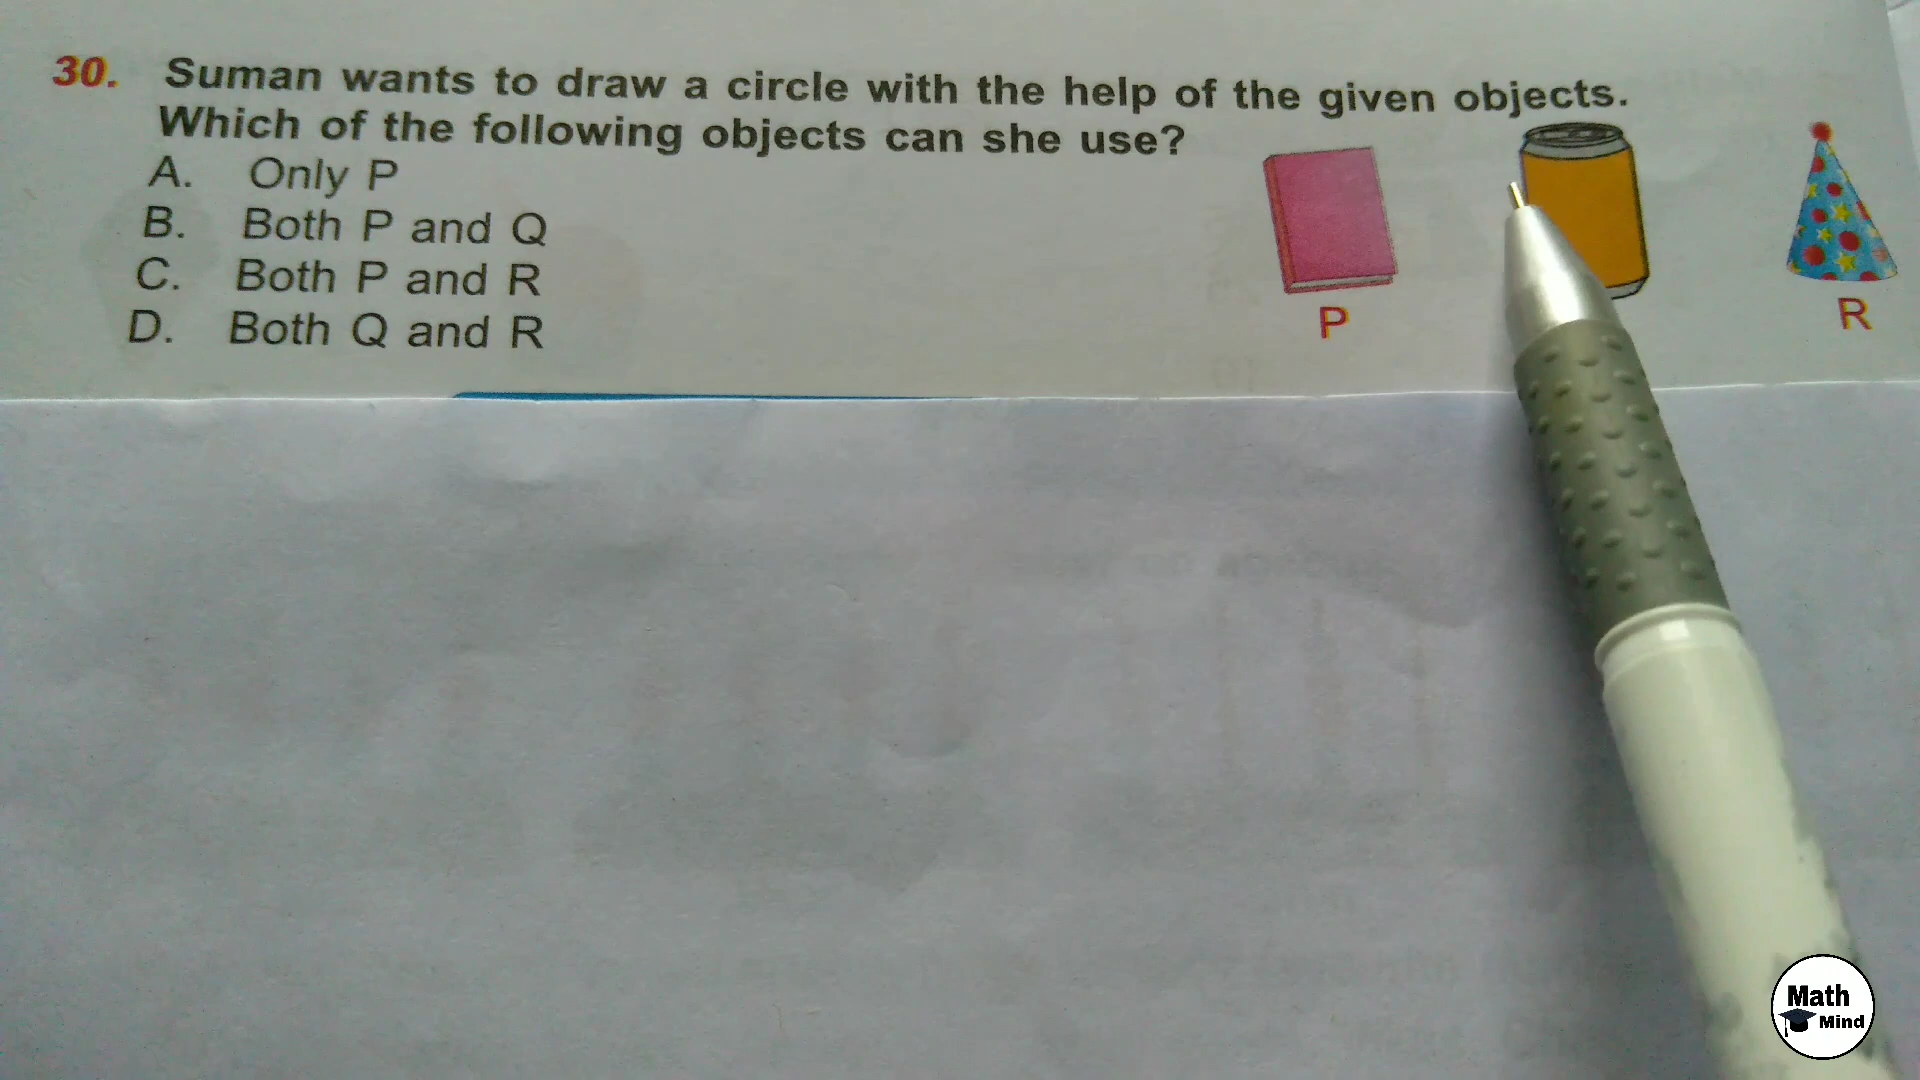 30. Suman wants to draw a circle with the help of the given objects.
Which of the following objects can she use?
A. Only P
B. Both P and Q
C. Both P and R
D. Both Q and R
P
R
Math
Mind